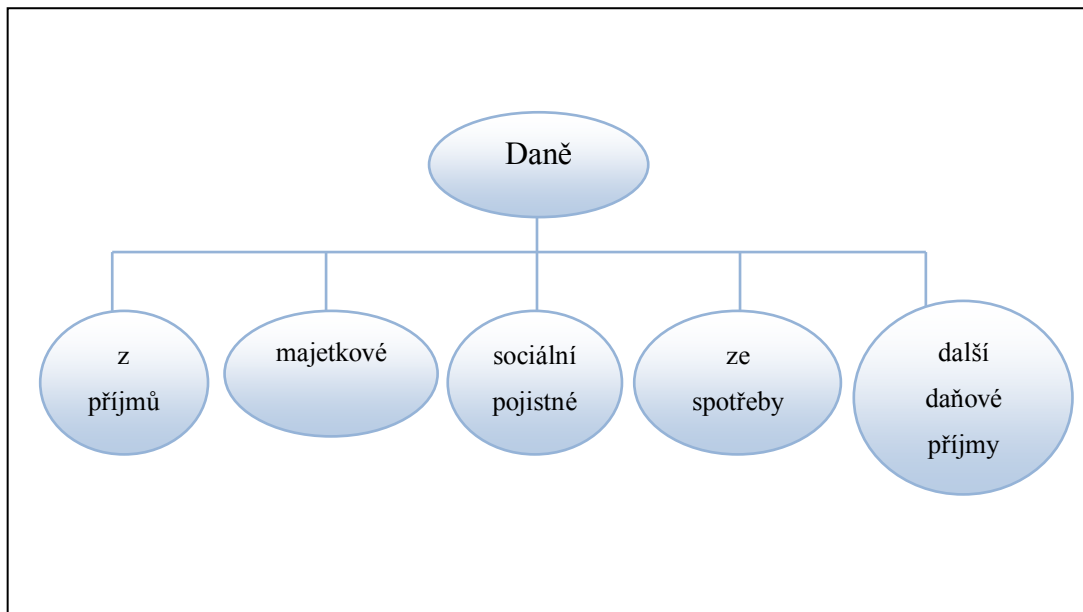 Daně
z
příjmů
majetkové
sociální
pojistné
ze
spotřeby
další
daňové
příjmy